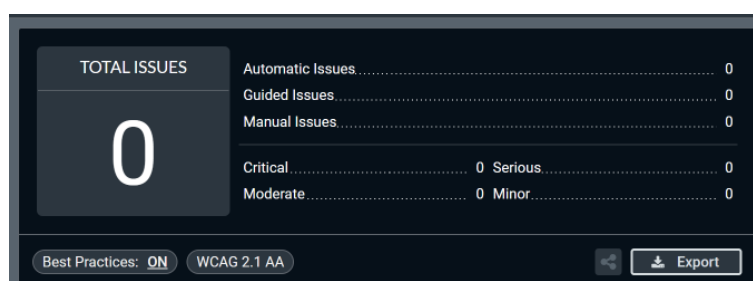 TOTAL ISSUES
0
Automatic Issues 0
Guided Issues 0
Manual Issues 0
Critical 0 Serious 0
Moderate 0 Minor 0
Best Practices: ON WCAG 2.1 AA Export